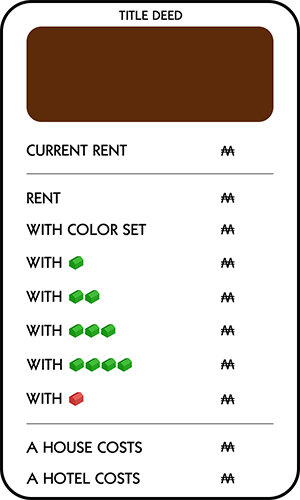 TITLE DEED
CURRENT RENT ₩
RENT ₩
WITH COLOR SET ₩
WITH ₩
WITH ₩
WITH ₩
WITH ₩
WITH ₩
A HOUSE COSTS ₩
A HOTEL COSTS ₩